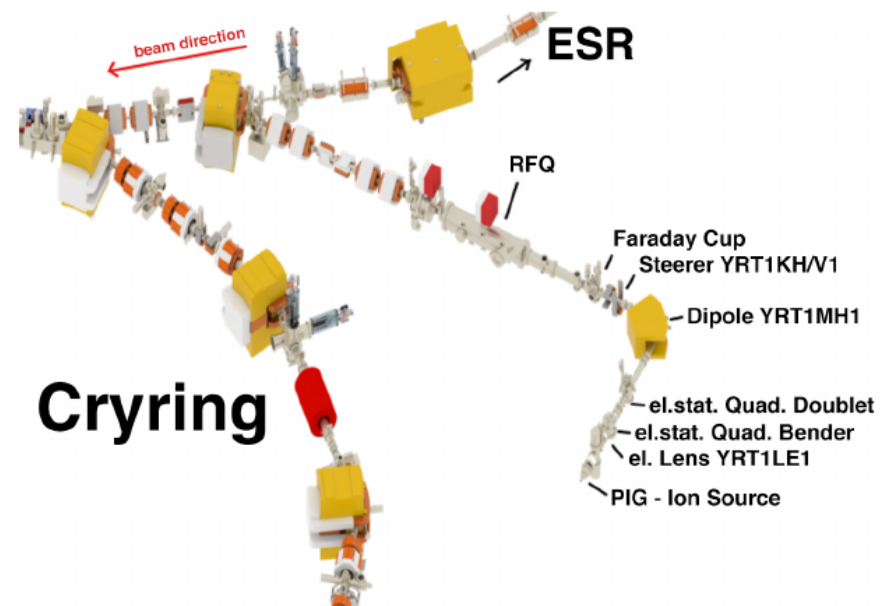 beam direction
ESR
RFQ
Faraday Cup
Steerer YRT1KH/V1
Dipole YRT1MH1
Cryring
el.stat. Quad. Doublet
el.stat. Quad. Bender
el. Lens YRT1LE1
PIG - Ion Source